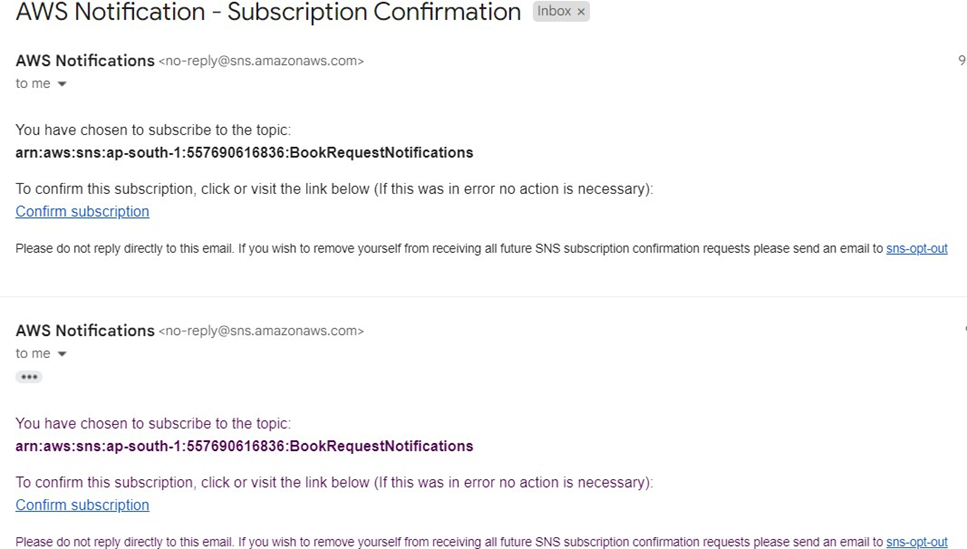 AWS Notification - Subscription Confirmation Inbox ×
AWS Notifications <no-reply@sns.amazonaws.com> 9
to me
You have chosen to subscribe to the topic:
arn:aws:sns:ap-south-1:557690616836:BookRequestNotifications
To confirm this subscription, click or visit the link below (If this was in error no action is necessary):
Confirm subscription
Please do not reply directly to this email. If you wish to remove yourself from receiving all future SNS subscription confirmation requests please send an email to sns-opt-out
AWS Notifications <no-reply@sns.amazonaws.com>
to me
•••
You have chosen to subscribe to the topic:
arn:aws:sns:ap-south-1:557690616836:BookRequestNotifications
To confirm this subscription, click or visit the link below (If this was in error no action is necessary):
Confirm subscription
Please do not reply directly to this email. If you wish to remove yourself from receiving all future SNS subscription confirmation requests please send an email to sns-opt-out